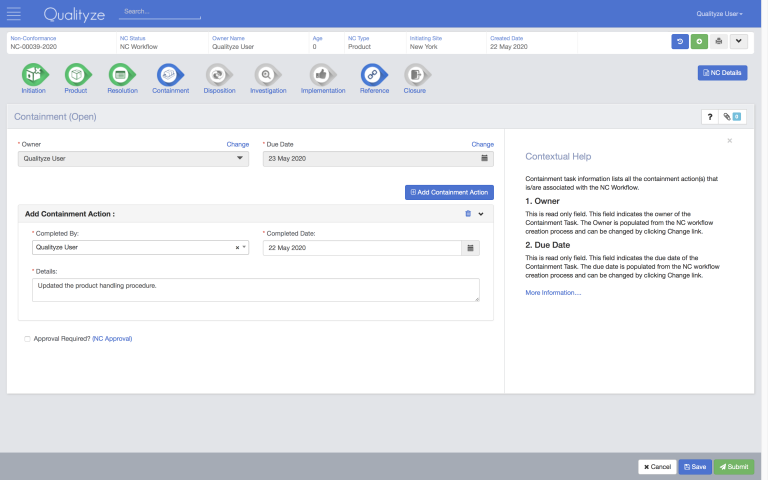 Qualityze
Search...
Qualityze User
Non-Conformance
NC-00039-2020
NC Status
NC Workflow
Owner Name
Qualityze User
Age
0
NC Type
Product
Initiating Site
New York
Created Date
22 May 2020
Initiation
Product
Resolution
Containment
Disposition
Investigation
Implementation
Reference
Closure
NC Details
Containment (Open)
?
0
* Owner
Change
Qualityze User
* Due Date
Change
23 May 2020
Add Containment Action
Add Containment Action :
* Completed By:
Qualityze User
* Completed Date:
22 May 2020
* Details:
Updated the product handling procedure.
Approval Required? (NC Approval)
Contextual Help
Containment task information lists all the containment action(s) that
is/are associated with the NC Workflow.
1. Owner
This is read only field. This field indicates the owner of the
Containment Task. The Owner is populated from the NC workflow
creation process and can be changed by clicking Change link.
2. Due Date
This is read only field. This field indicates the due date of the
Containment Task. The due date is populated from the NC workflow
creation process and can be changed by clicking Change link.
More Information....
Cancel
Save
Submit